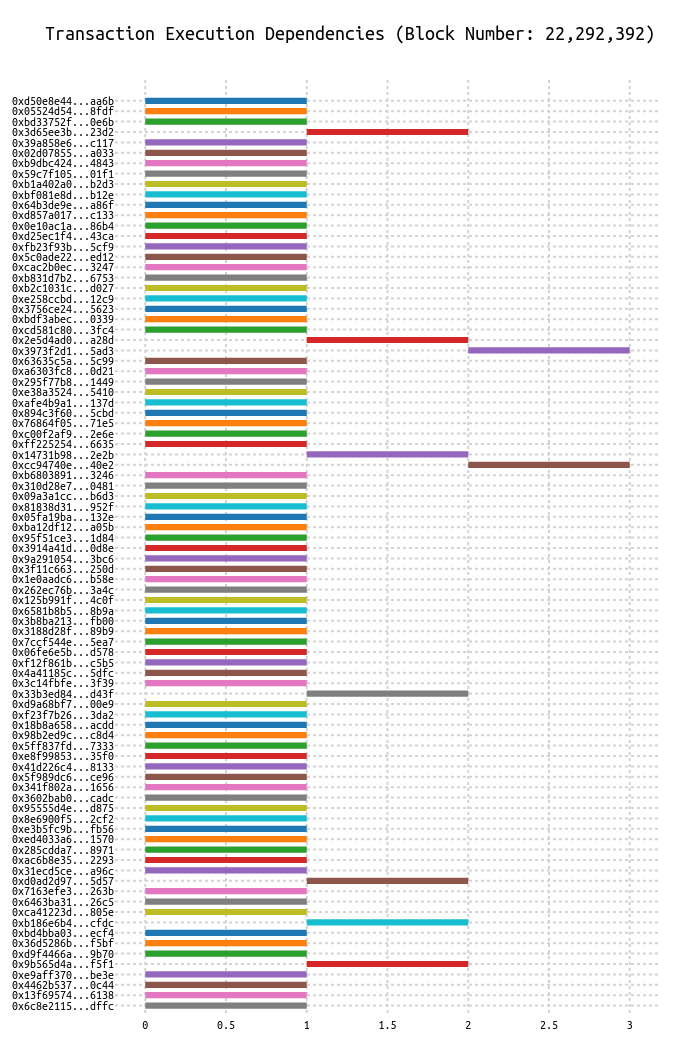 Transaction Execution Dependencies (Block Number: 22,292,392)
0xd50e8e44...aa6b
0x05524d54...8fdf
0xbd33752f...0e6b
0x3d65ee3b...23d2
0x39a858e6...c117
0x02d07855...a033
0xb9dbc424...4843
0x59c7f105...01f1
0xb1a402a0...b2d3
0xbf081e8d...b12e
0x64b3de9e...a86f
0xd857a017...c133
0x0e10ac1a...86b4
0xd25ec1f4...43ca
0xfb23f93b...5cf9
0x5c0ade22...ed12
0xcac2b0ec...3247
0xb831d7b2...6753
0xb2c1031c...d027
0xe258ccbd...12c9
0x3756ce24...5623
0xbdf3abec...0339
0xcd581c80...3fc4
0x2e5d4ad0...a28d
0x3973f2d1...5ad3
0x63635c5a...5c99
0xa6303fc8...0d21
0x295f77b8...1449
0xe38a3524...5410
0xafe4b9a1...137d
0x894c3f60...5cbd
0x76864f05...71e5
0xc00f2af9...2e6e
0xff225254...6635
0x14731b98...2e2b
0xcc94740e...40e2
0xb6803891...3246
0x310d28e7...0481
0x09a3a1cc...b6d3
0x81838d31...952f
0x05fa19ba...132e
0xba12df12...a05b
0x95f51ce3...1d84
0x3914a41d...0d8e
0x9a291054...3bc6
0x3f11c663...250d
0x1e0aadc6...b58e
0x262ec76b...3a4c
0x125b991f...4c0f
0x6581b8b5...8b9a
0x3b8ba213...fb00
0x3188d28f...89b9
0x7ccf544e...5ea7
0x06fe6e5b...d578
0xf12f861b...c5b5
0x4a41185c...5dfc
0x3c14fbfe...3f39
0x33b3ed84...d43f
0xd9a68bf7...00e9
0xf23f7b26...3da2
0x18b8a658...acdd
0x98b2ed9c...c8d4
0x5ff837fd...7333
0xe8f99853...35f0
0x41d226c4...8133
0x5f989dc6...ce96
0x341f802a...1656
0x3602bab0...cadc
0x95555d4e...d875
0x8e6900f5...2cf2
0xe3b5fc9b...fb56
0xed4033a6...1570
0x285cdda7...8971
0xac6b8e35...2293
0x31ecd5ce...a96c
0xd0ad2d97...5d57
0x7163efe3...263b
0x6463ba31...26c5
0xca41223d...805e
0xb186e6b4...cfdc
0xbd4bba03...ecf4
0x36d5286b...f5bf
0xd9f4466a...9b70
0x9b565d4a...f5f1
0xe9aff370...be3e
0x4462b537...0c44
0x13f69574...6138
0x6c8e2115...dffc
0 0.5 1 1.5 2 2.5 3